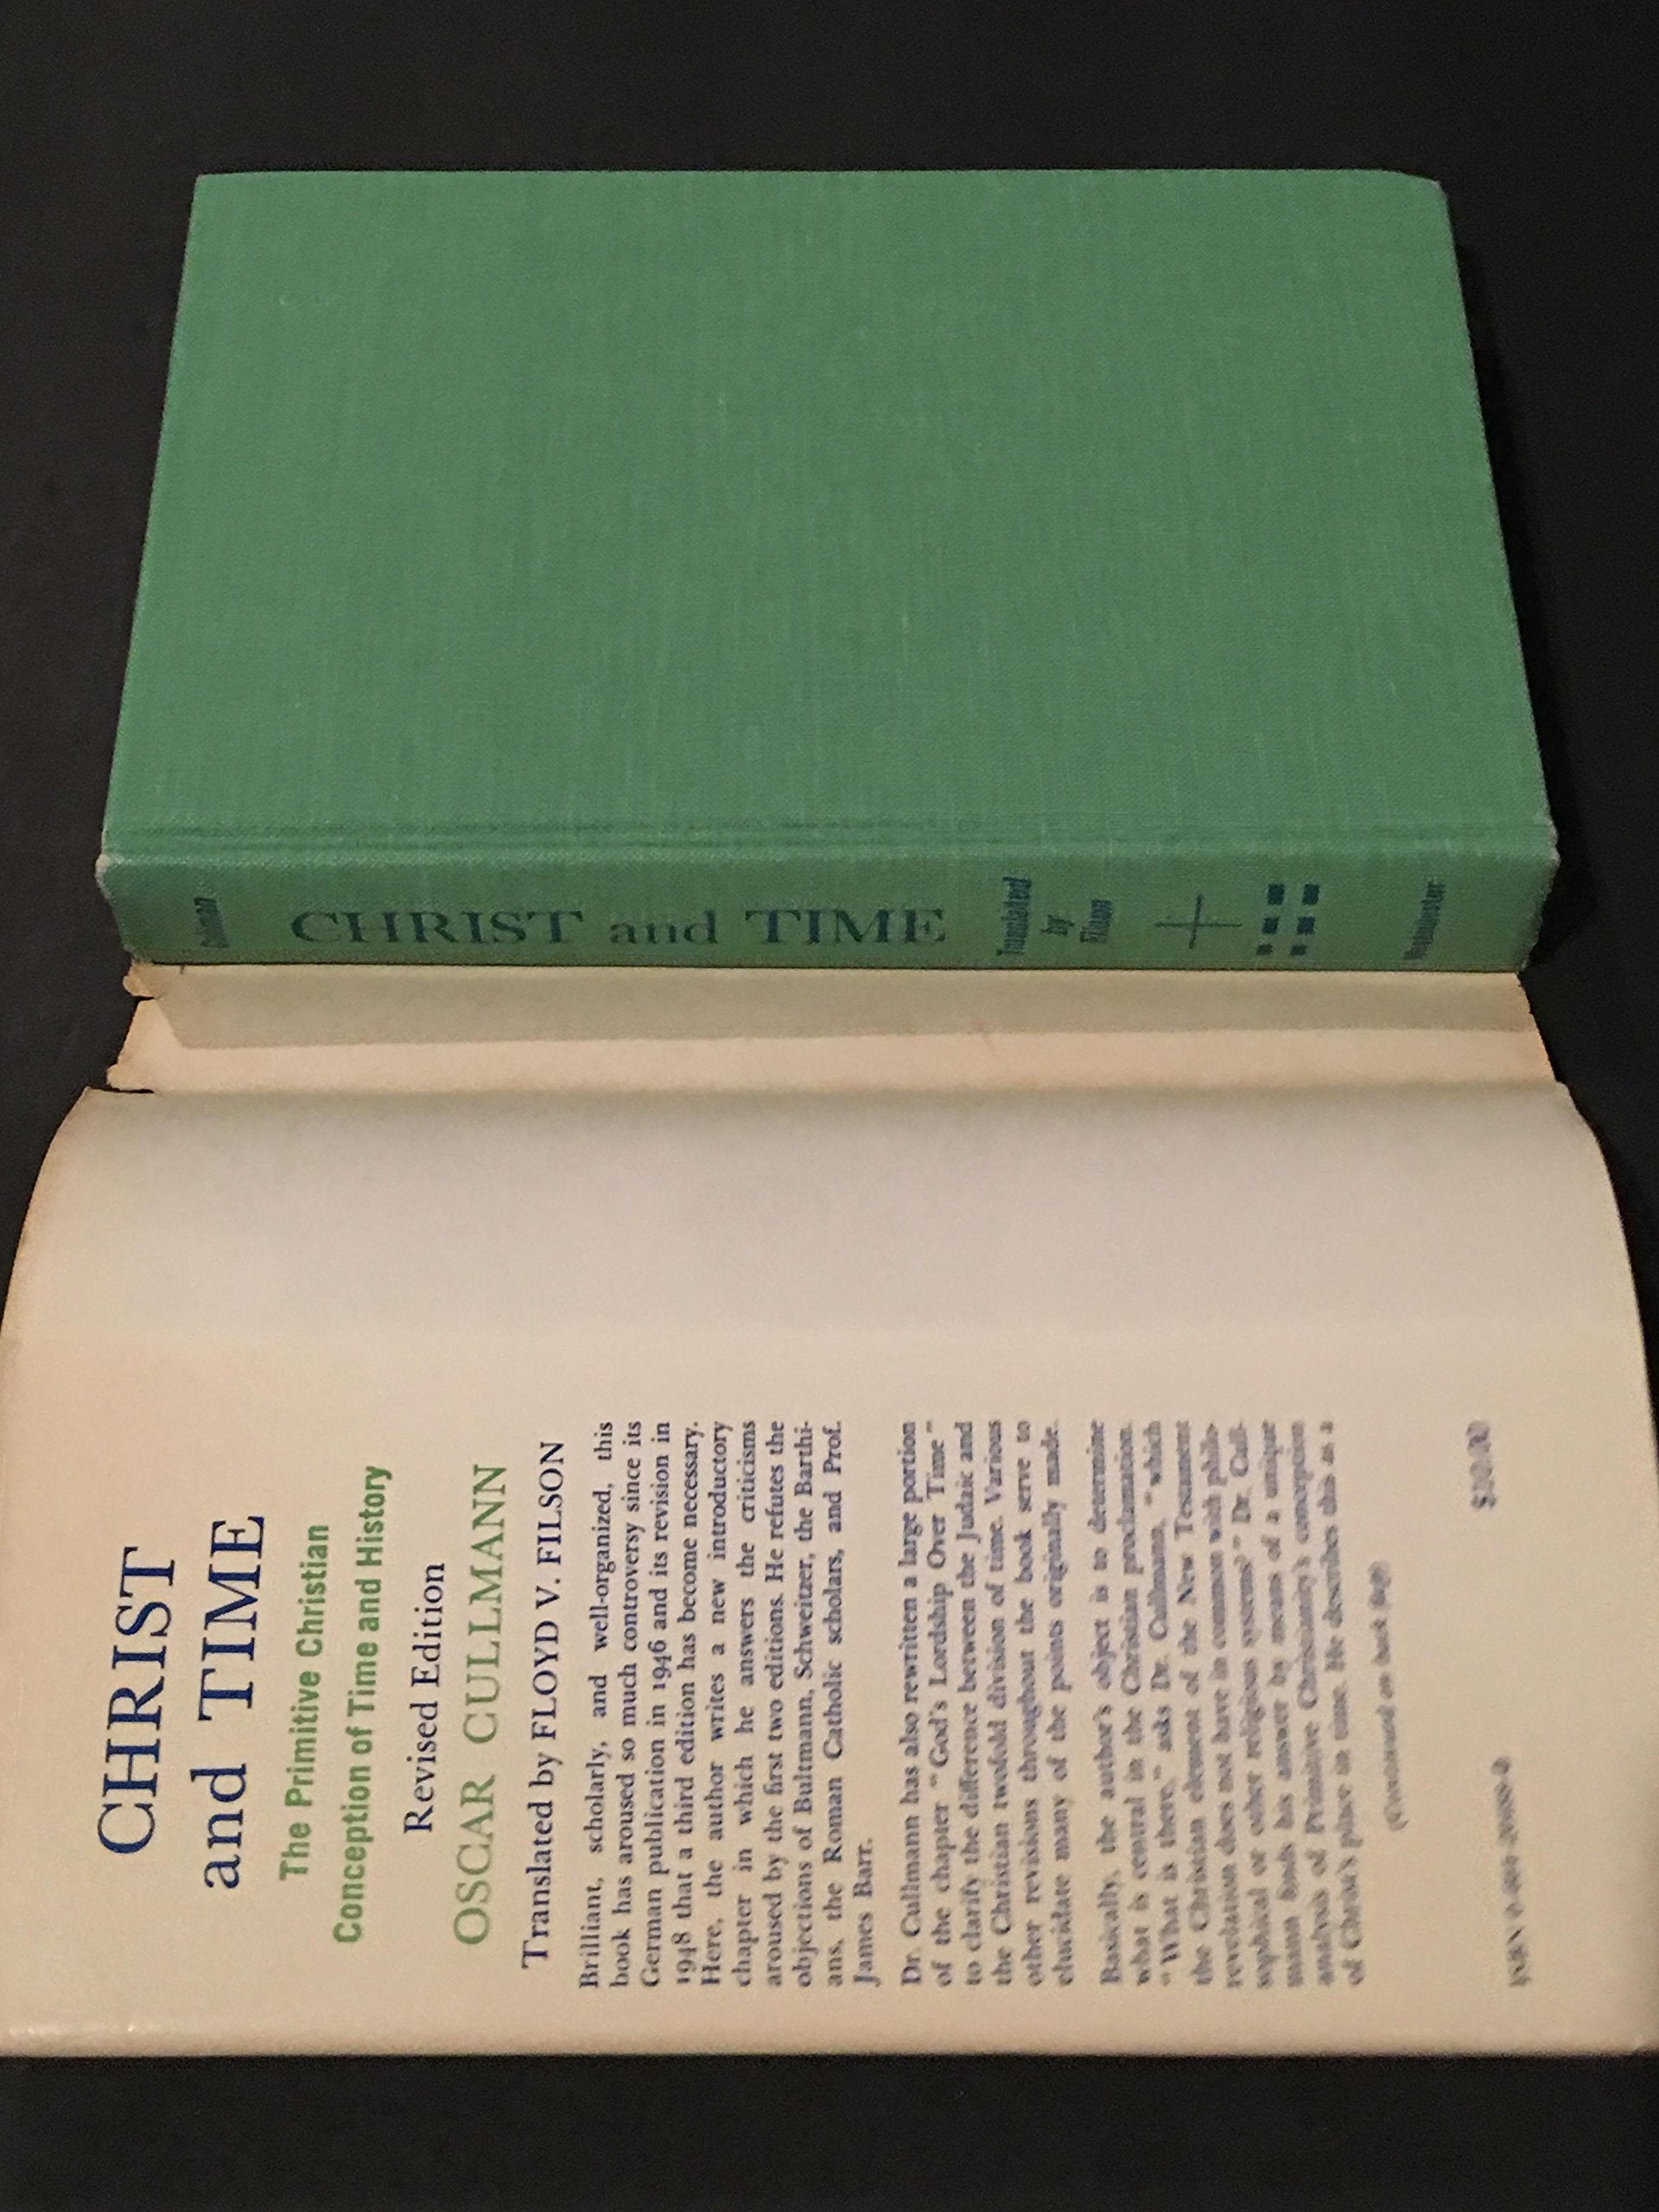 Cullman
CHRIST and TIME
Translated
by
Filson
Westminster
CHRIST
and TIME
The Primitive Christian
Conception of Time and History
Revised Edition
OSCAR CULLMANN
Translated by FLOYD V. FILSON
Brilliant, scholarly, and well-organized, this
book has aroused so much controversy since its
German publication in 1946 and its revision in
1948 that a third edition has become necessary.
Here, the author writes a new introductory
chapter in which he answers the criticisms
aroused by the first two editions. He refutes the
objections of Bultmann, Schweitzer, the Barthi-
ans, the Roman Catholic scholars, and Prof.
James Barr.
Dr. Cullmann has also rewritten a large portion
of the chapter "God's Lordship Over Time"
to clarify the difference between the Judaic and
the Christian twofold division of time. Various
other revisions throughout the book serve to
elucidate many of the points originally made.
Basically, the author's object is to determine
what is central in the Christian proclamation.
"What is there," asks Dr. Cullmann, "which
the Christian element of the New Testament
revelation does not have in common with philo-
sophical or other religious systems?" Dr. Cull-
mann finds his answer by means of a unique
analysis of Primitive Christianity's conception
of Christ's place in time. He describes this as a
(Continued on back flap)